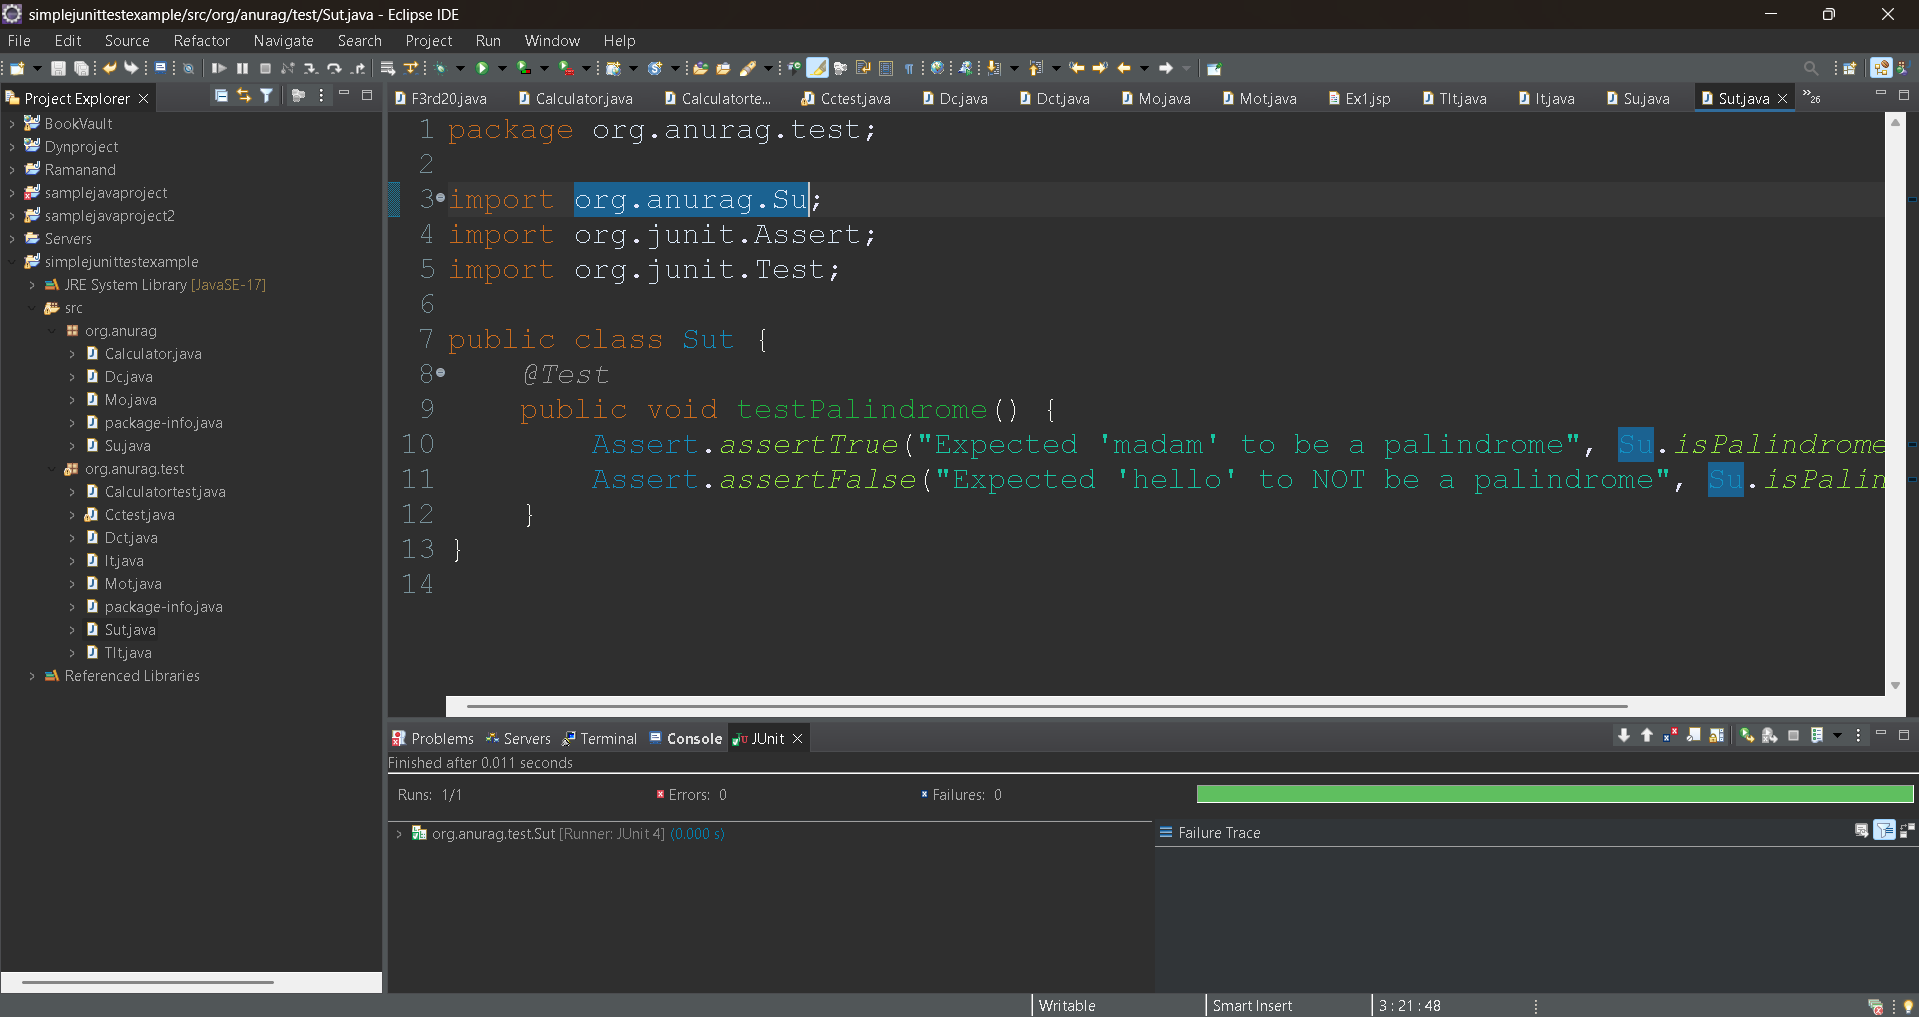 simplejunittestexample/src/org/anurag/test/Sut.java - Eclipse IDE
File Edit Source Refactor Navigate Search Project Run Window Help
Project Explorer
F3rd20.java Calculator.java Calculatorte... Cctest.java Dc.java Dct.java Mo.java Mot.java Ex1.jsp TIt.java It.java Su.java Sut.java »26
BookVault
Dynproject
Ramanand
samplejavaproject
samplejavaproject2
Servers
simplejunittestexample
JRE System Library [JavaSE-17]
src
org.anurag
Calculator.java
Dc.java
Mo.java
package-info.java
Su.java
org.anurag.test
Calculatortest.java
Cctest.java
Dct.java
It.java
Mot.java
package-info.java
Sut.java
TIt.java
Referenced Libraries
1 package org.anurag.test;
2
3 import org.anurag.Su;
4 import org.junit.Assert;
5 import org.junit.Test;
6
7 public class Sut {
8 @Test
9 public void testPalindrome() {
10 Assert.assertTrue("Expected 'madam' to be a palindrome", Su.isPalindrome
11 Assert.assertFalse("Expected 'hello' to NOT be a palindrome", Su.isPalin
12 }
13 }
14
Problems Servers Terminal Console JUnit
Finished after 0.011 seconds
Runs: 1/1 Errors: 0 Failures: 0
org.anurag.test.Sut [Runner: JUnit 4] (0.000 s)
Failure Trace
Writable Smart Insert 3 : 21 : 48